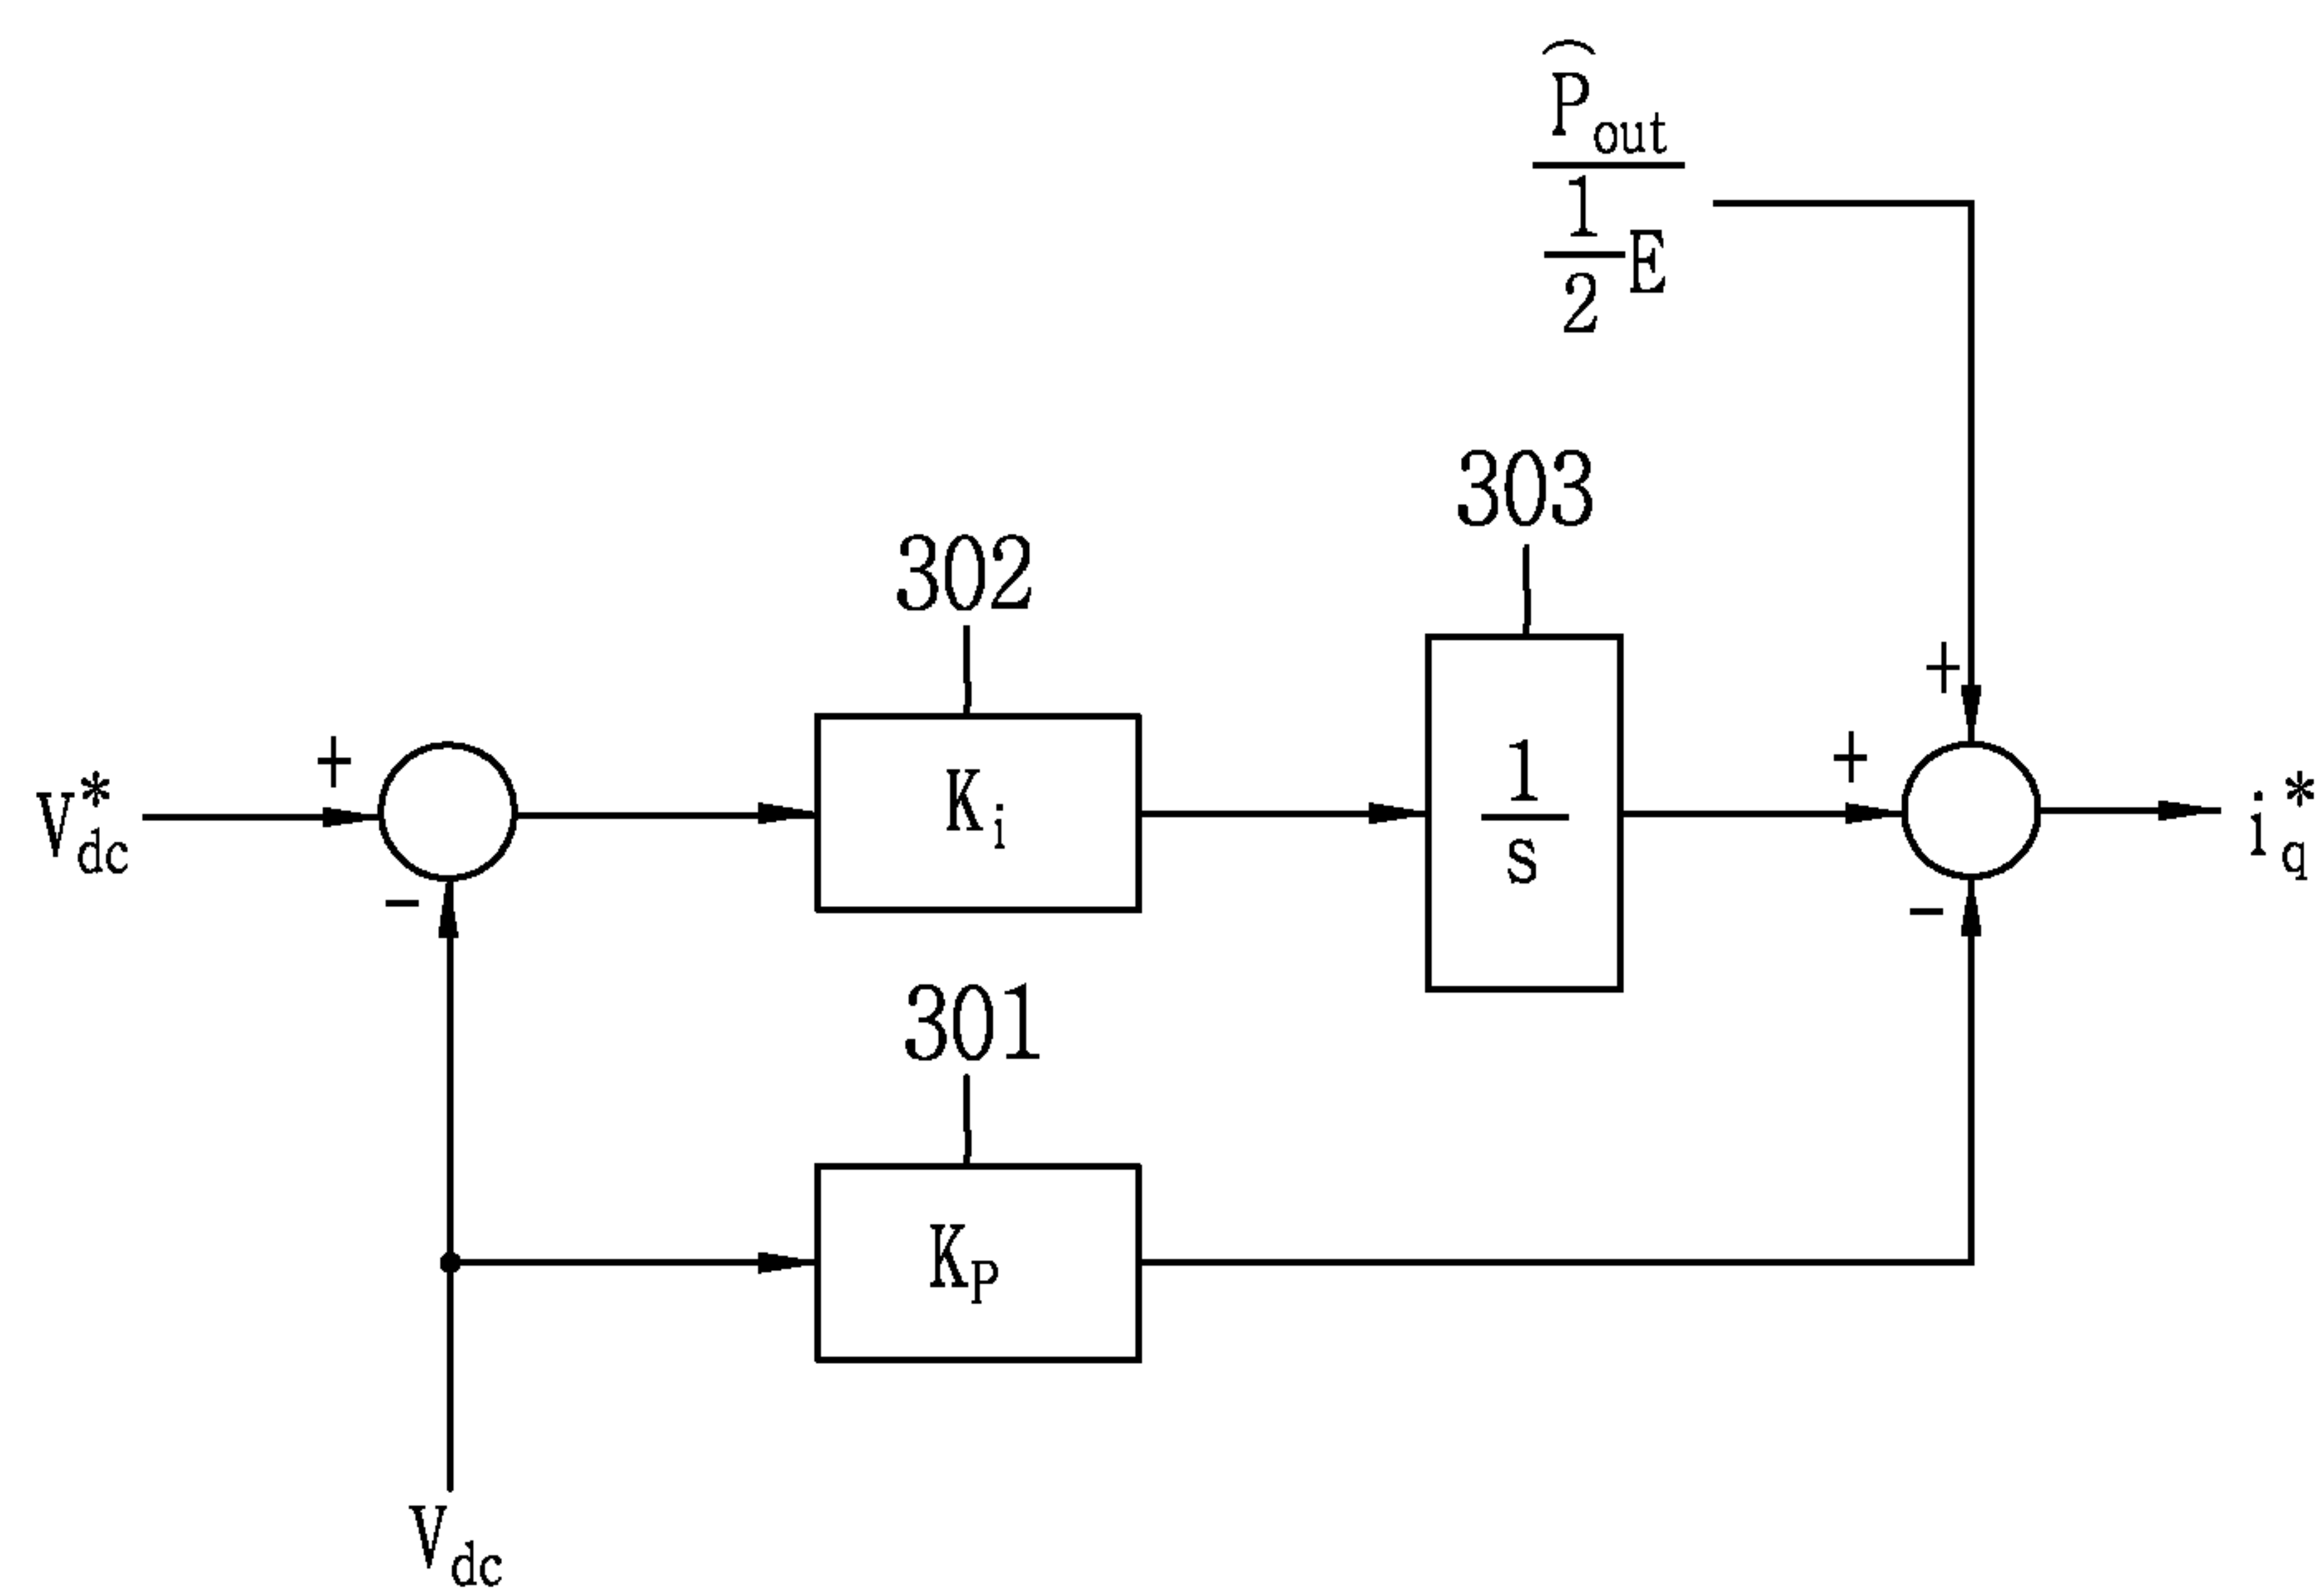 P̂out
1
2
E
303
302
+
+
+
V*dc
Ki
1
s
i*q
-
-
301
KP
Vdc